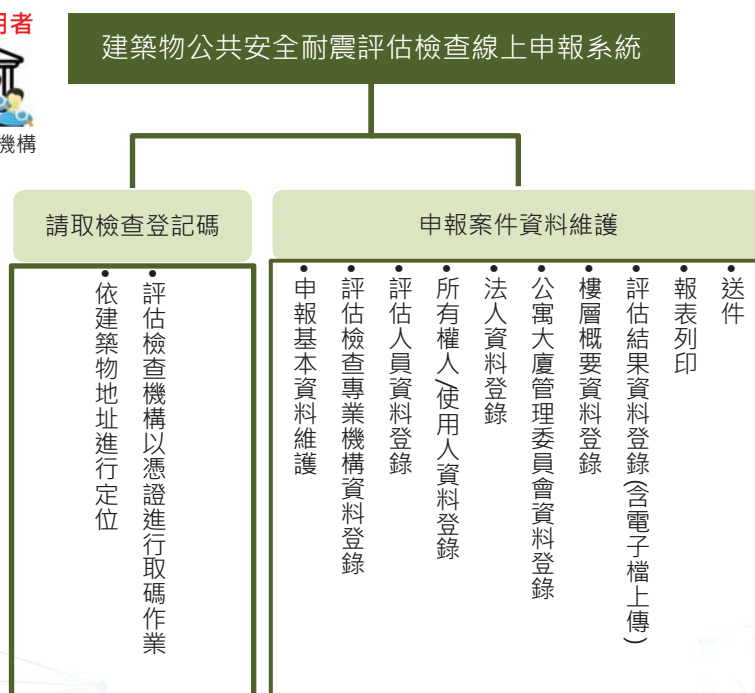 用者
機構
建築物公共安全耐震評估檢查線上申報系統
請取檢查登記碼
•依建築物地址進行定位
•評估檢查機構以憑證進行取碼作業
申報案件資料維護
•申報基本資料維護
•評估檢查專業機構資料登錄
•評估人員資料登錄
•所有權人/使用人資料登錄
•法人資料登錄
•公寓大廈管理委員會資料登錄
•樓層概要資料登錄
•評估結果資料登錄(含電子檔上傳)
•報表列印
•送件